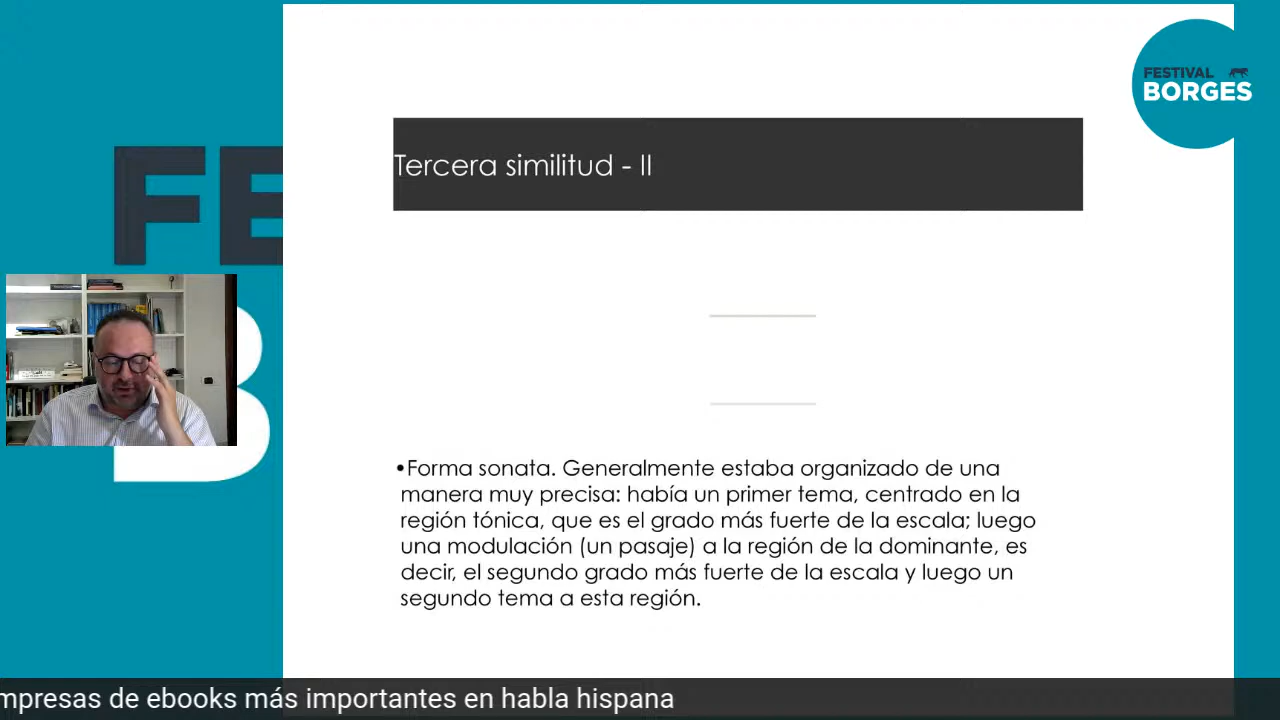 FESTIVAL
BORGES
Tercera similitud - II
FE
B
•Forma sonata. Generalmente estaba organizado de una
manera muy precisa: había un primer tema, centrado en la
región tónica, que es el grado más fuerte de la escala; luego
una modulación (un pasaje) a la región de la dominante, es
decir, el segundo grado más fuerte de la escala y luego un
segundo tema a esta región.
mpresas de ebooks más importantes en habla hispana